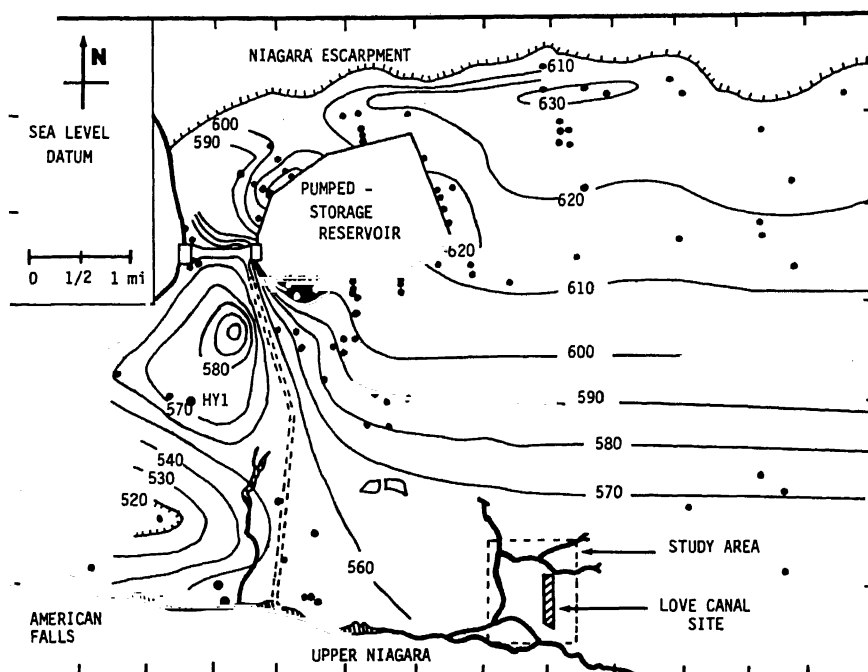 N
SEA LEVEL
DATUM
0 1/2 1 mi
NIAGARA ESCARPMENT
610
630
600
590
PUMPED -
STORAGE
RESERVOIR
620
620
610
600
580
570 HY1
590
580
540
530
570
520
560
STUDY AREA
LOVE CANAL
SITE
AMERICAN
FALLS
UPPER NIAGARA